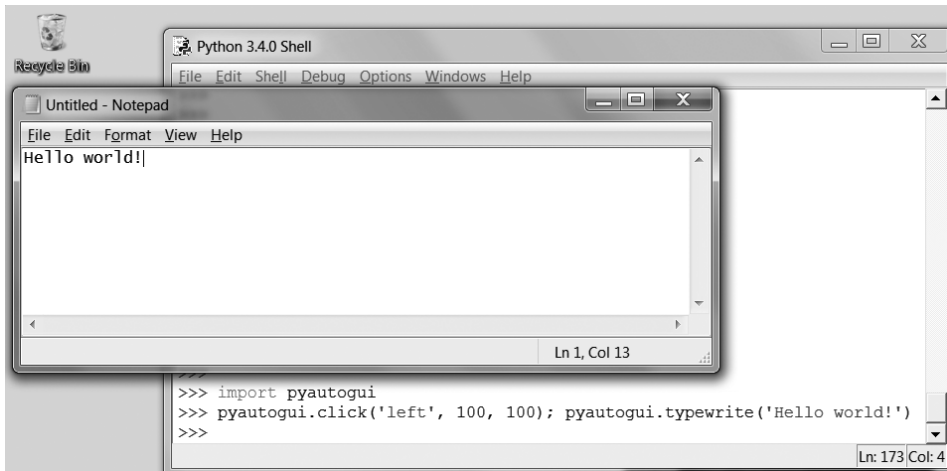 Recycle Bin
Python 3.4.0 Shell
File Edit Shell Debug Options Windows Help
Untitled - Notepad
File Edit Format View Help
Hello world!
Ln 1, Col 13
>>>
>>> import pyautogui
>>> pyautogui.click('left', 100, 100); pyautogui.typewrite('Hello world!')
>>>
Ln: 173 Col: 4